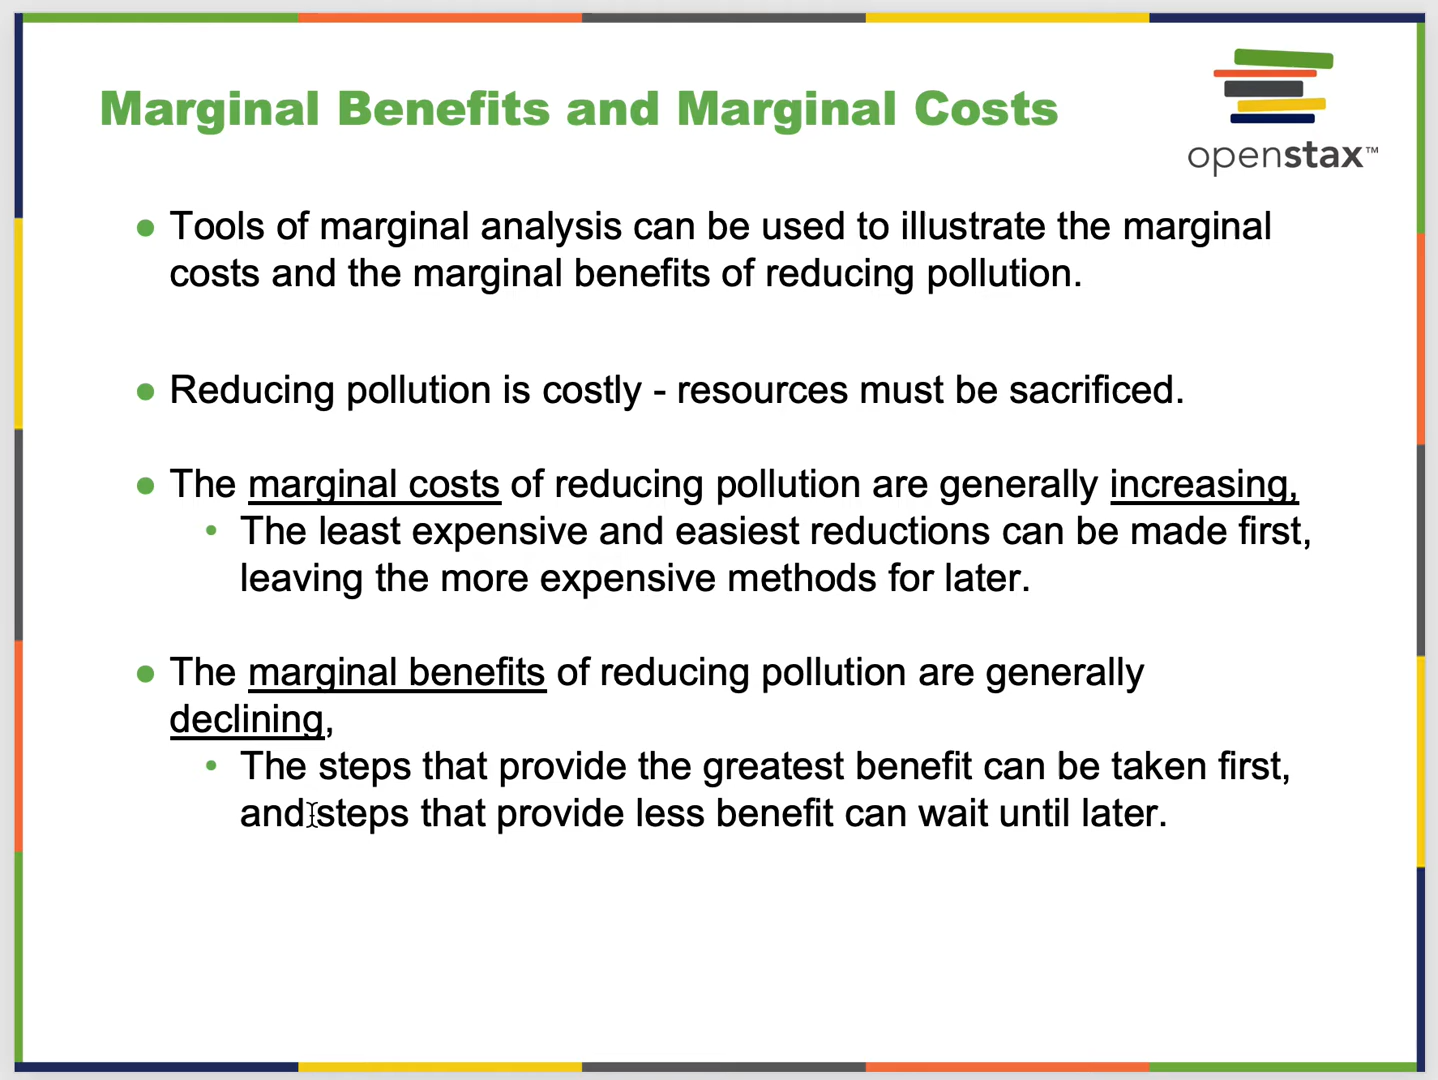 Marginal Benefits and Marginal Costs
openstax™
● Tools of marginal analysis can be used to illustrate the marginal
costs and the marginal benefits of reducing pollution.
● Reducing pollution is costly - resources must be sacrificed.
● The marginal costs of reducing pollution are generally increasing,
• The least expensive and easiest reductions can be made first,
leaving the more expensive methods for later.
● The marginal benefits of reducing pollution are generally
declining,
• The steps that provide the greatest benefit can be taken first,
and steps that provide less benefit can wait until later.